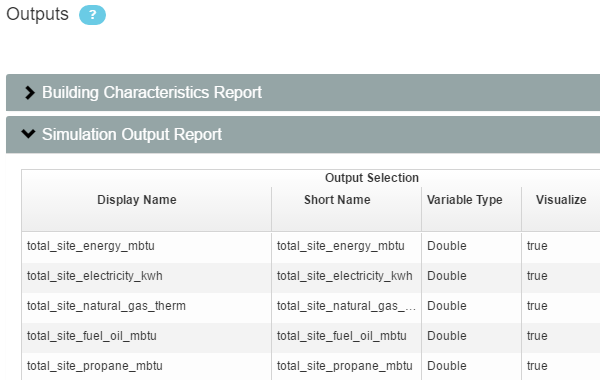 Outputs ?
Building Characteristics Report
Simulation Output Report
Output Selection
Display Name Short Name Variable Type Visualize
total_site_energy_mbtu total_site_energy_mbtu Double true
total_site_electricity_kwh total_site_electricity_kwh Double true
total_site_natural_gas_therm total_site_natural_gas_... Double true
total_site_fuel_oil_mbtu total_site_fuel_oil_mbtu Double true
total_site_propane_mbtu total_site_propane_mbtu Double true